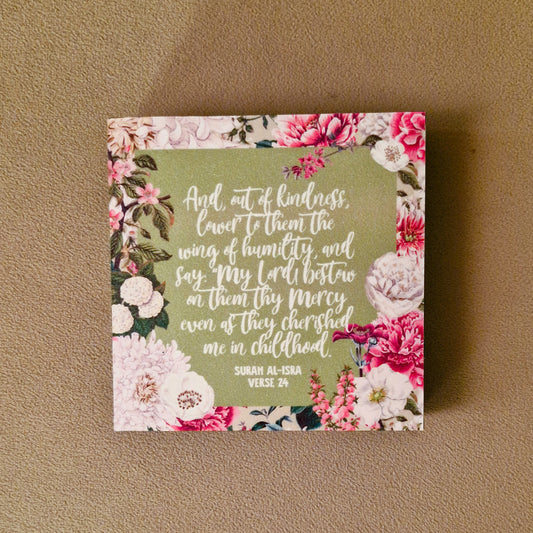 And, out of kindness,
lower to them the
wing of humility, and
say: "My Lord! bestow
on them thy Mercy
even as they cherished
me in childhood.
SURAH AL-ISRA
VERSE 24